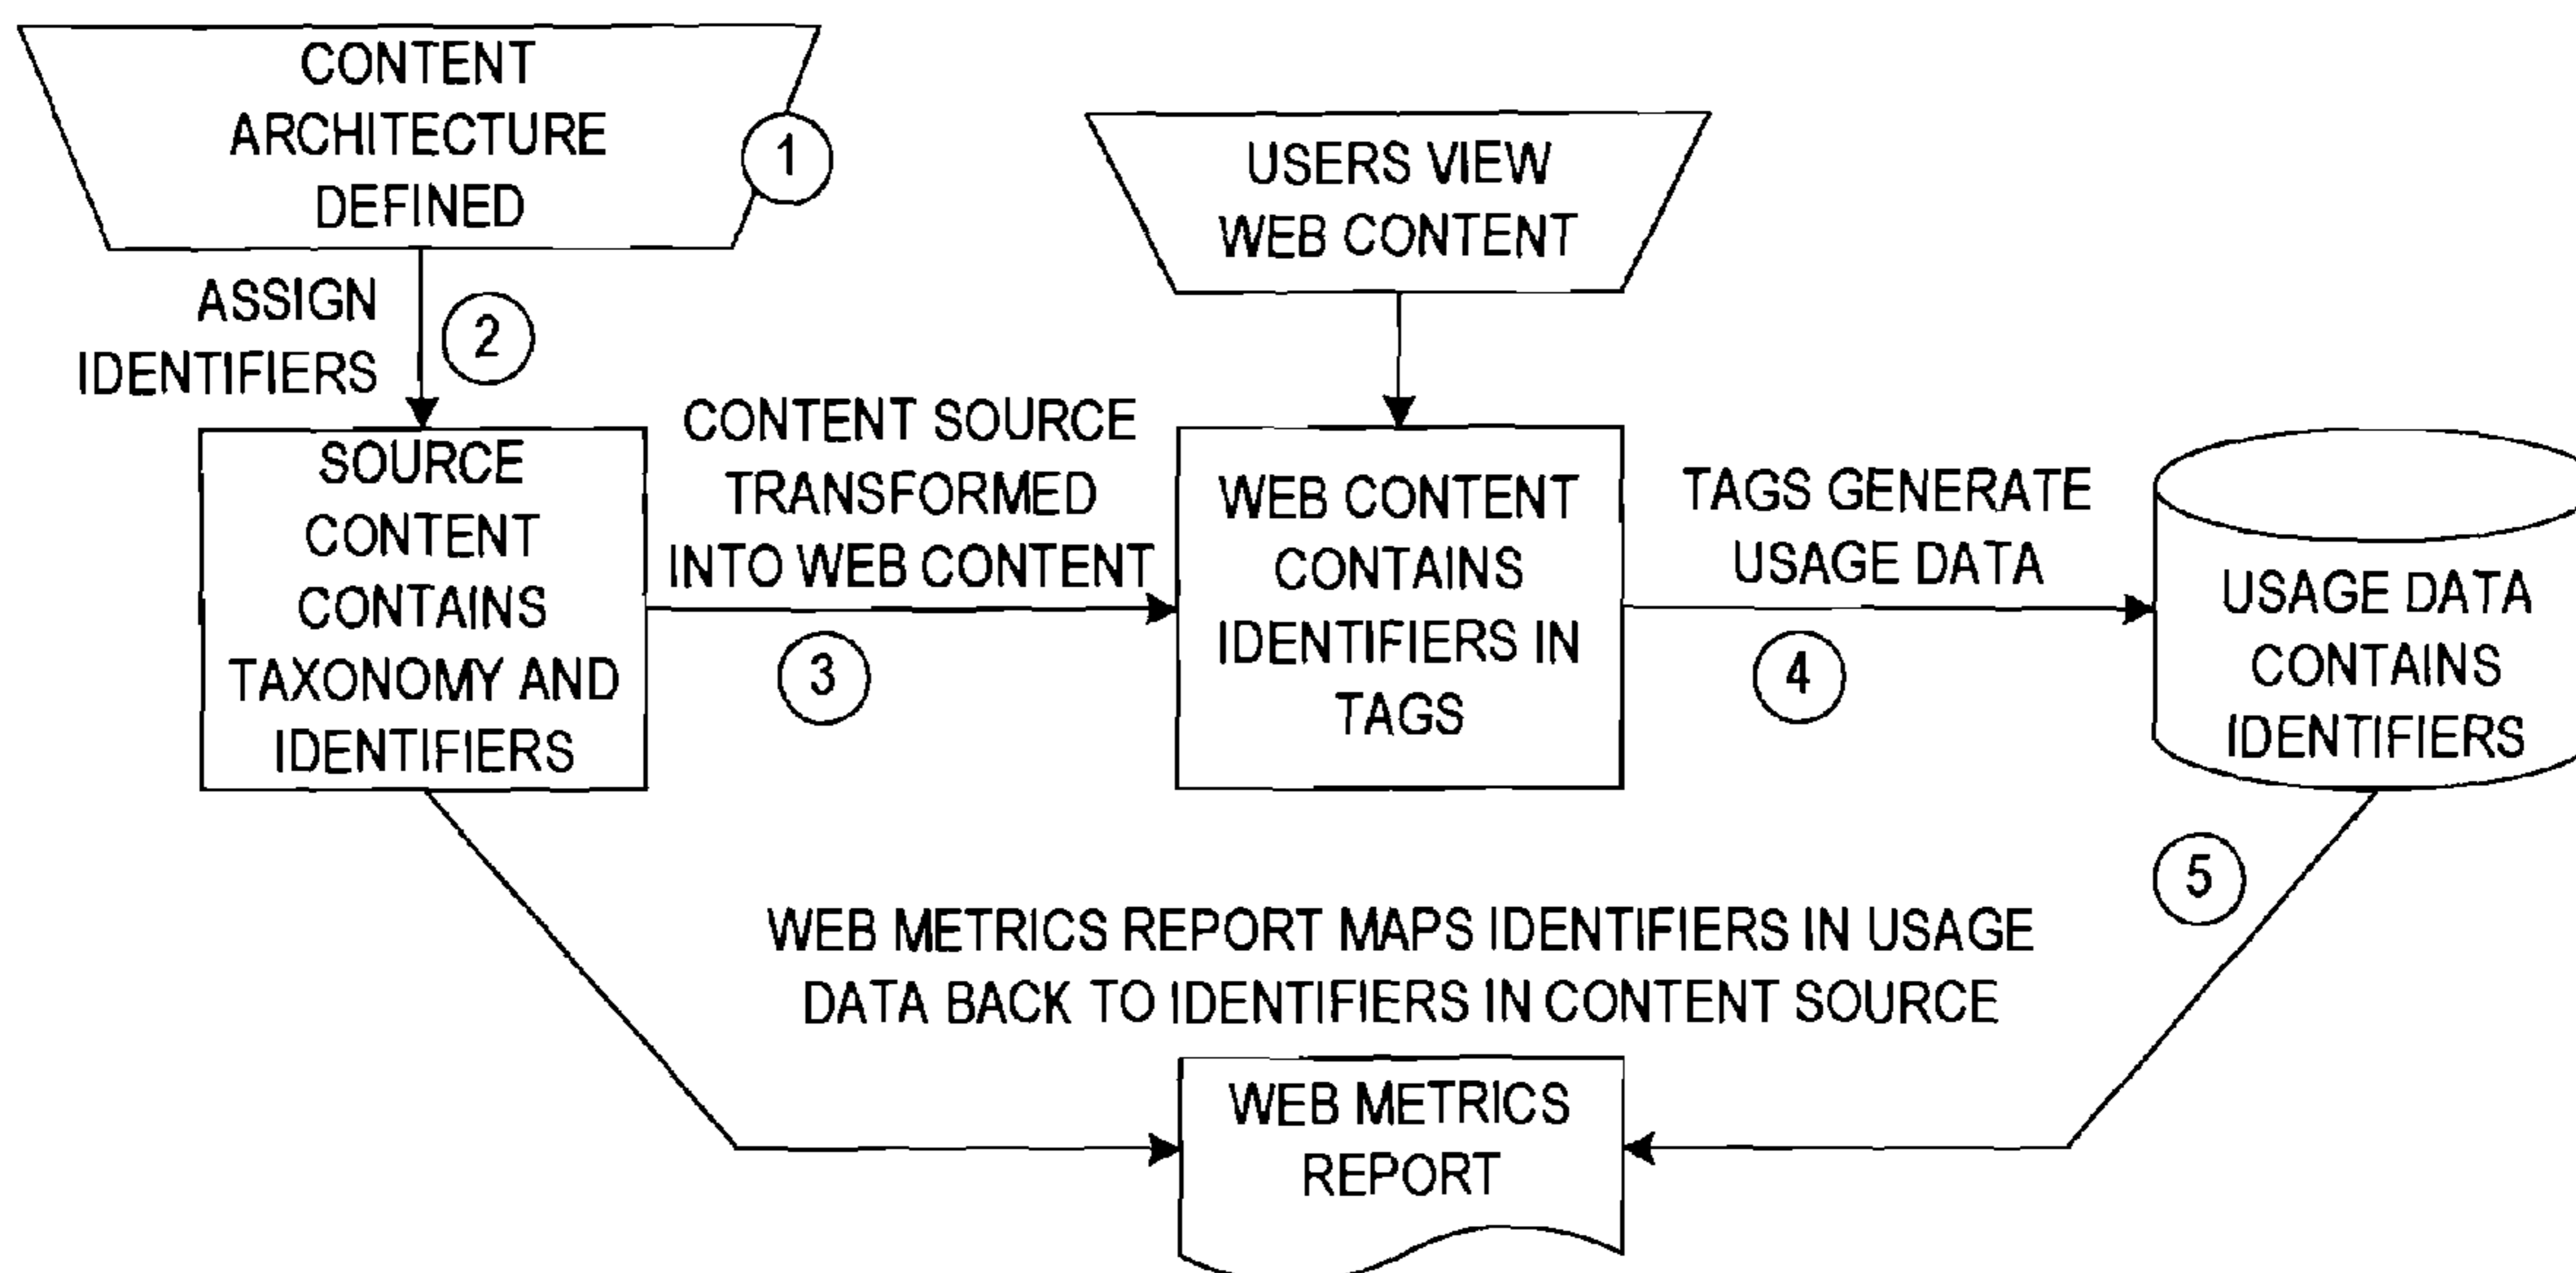 CONTENT
ARCHITECTURE
DEFINED
1
USERS VIEW
WEB CONTENT
ASSIGN
IDENTIFIERS
2
SOURCE
CONTENT
CONTAINS
TAXONOMY AND
IDENTIFIERS
CONTENT SOURCE
TRANSFORMED
INTO WEB CONTENT
3
WEB CONTENT
CONTAINS
IDENTIFIERS IN
TAGS
TAGS GENERATE
USAGE DATA
4
USAGE DATA
CONTAINS
IDENTIFIERS
5
WEB METRICS REPORT MAPS IDENTIFIERS IN USAGE
DATA BACK TO IDENTIFIERS IN CONTENT SOURCE
WEB METRICS
REPORT